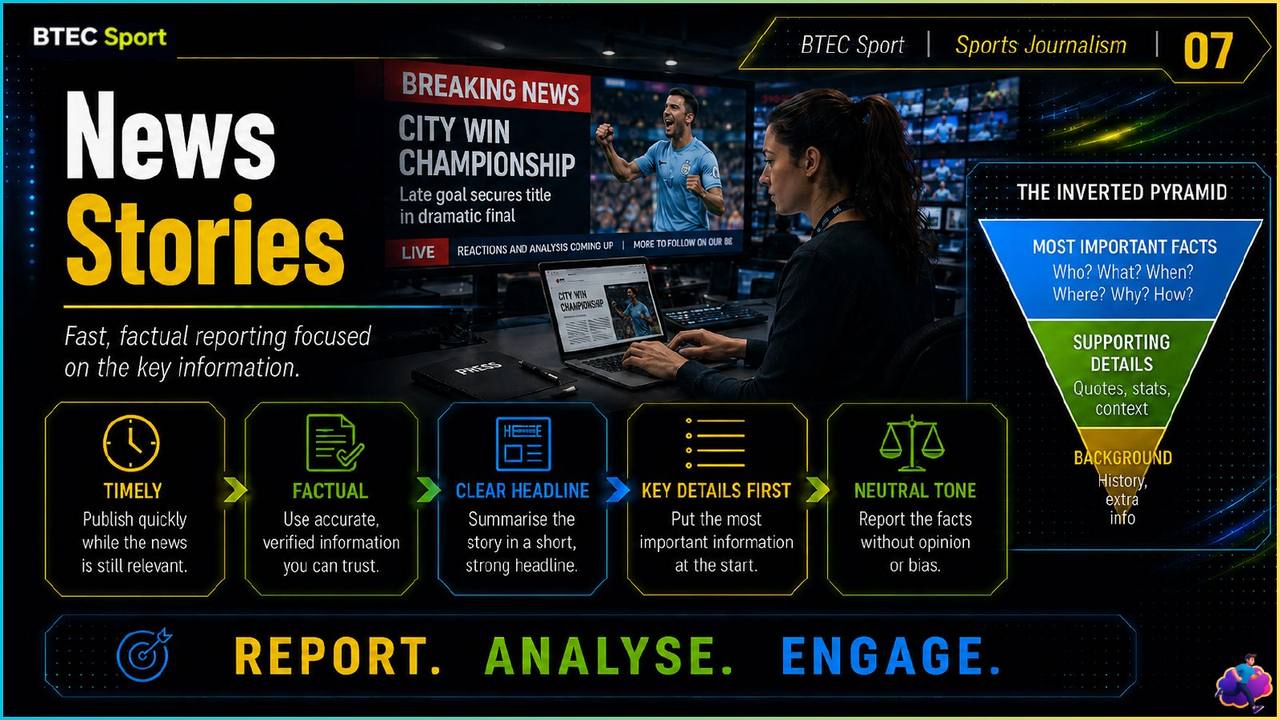 BTEC Sport
BTEC Sport | Sports Journalism | 07
News
Stories
Fast, factual reporting focused
on the key information.
BREAKING NEWS
CITY WIN
CHAMPIONSHIP
Late goal secures title
in dramatic final
LIVE REACTIONS AND ANALYSIS COMING UP | MORE TO FOLLOW ON OUR
CITY WIN
CHAMPIONSHIP
PRESS
THE INVERTED PYRAMID
MOST IMPORTANT FACTS
Who? What? When?
Where? Why? How?
SUPPORTING
DETAILS
Quotes, stats,
context
BACKGROUND
History,
extra
info
TIMELY
Publish quickly
while the news
is still relevant.
FACTUAL
Use accurate,
verified information
you can trust.
CLEAR HEADLINE
Summarise the
story in a short,
strong headline.
KEY DETAILS FIRST
Put the most
important information
at the start.
NEUTRAL TONE
Report the facts
without opinion
or bias.
REPORT. ANALYSE. ENGAGE.